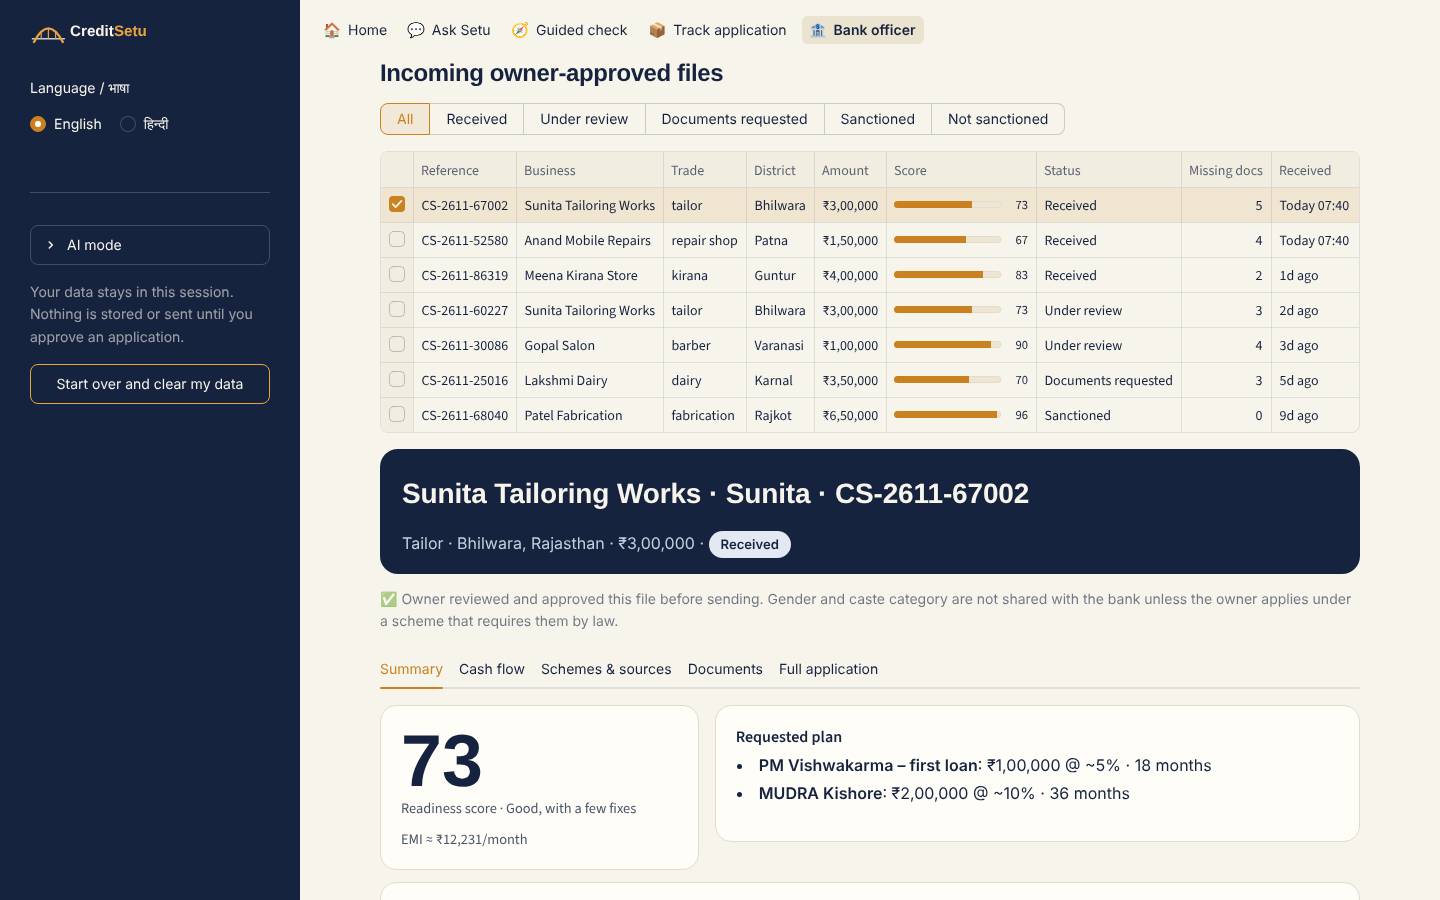 CreditSetu
Language / भाषा
English
हिन्दी
AI mode
Your data stays in this session.
Nothing is stored or sent until you
approve an application.
Start over and clear my data
🏠 Home 💬 Ask Setu 🧭 Guided check 📦 Track application 🏦 Bank officer
Incoming owner-approved files
All Received Under review Documents requested Sanctioned Not sanctioned
Reference Business Trade District Amount Score Status Missing docs Received
CS-2611-67002 Sunita Tailoring Works tailor Bhilwara ₹3,00,000 73 Received 5 Today 07:40
CS-2611-52580 Anand Mobile Repairs repair shop Patna ₹1,50,000 67 Received 4 Today 07:40
CS-2611-86319 Meena Kirana Store kirana Guntur ₹4,00,000 83 Received 2 1d ago
CS-2611-60227 Sunita Tailoring Works tailor Bhilwara ₹3,00,000 73 Under review 3 2d ago
CS-2611-30086 Gopal Salon barber Varanasi ₹1,00,000 90 Under review 4 3d ago
CS-2611-25016 Lakshmi Dairy dairy Karnal ₹3,50,000 70 Documents requested 3 5d ago
CS-2611-68040 Patel Fabrication fabrication Rajkot ₹6,50,000 96 Sanctioned 0 9d ago
Sunita Tailoring Works · Sunita · CS-2611-67002
Tailor · Bhilwara, Rajasthan · ₹3,00,000 · Received
✅ Owner reviewed and approved this file before sending. Gender and caste category are not shared with the bank unless the owner applies under
a scheme that requires them by law.
Summary Cash flow Schemes & sources Documents Full application
73
Readiness score · Good, with a few fixes
EMI ≈ ₹12,231/month
Requested plan
• PM Vishwakarma – first loan: ₹1,00,000 @ ~5% · 18 months
• MUDRA Kishore: ₹2,00,000 @ ~10% · 36 months